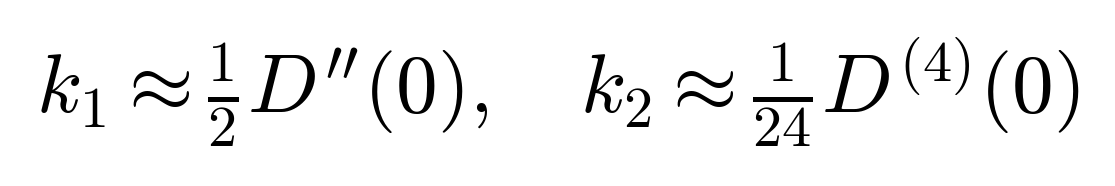 k₁ ≈ ½D″(0), k₂ ≈ 1/24 D⁽⁴⁾(0)